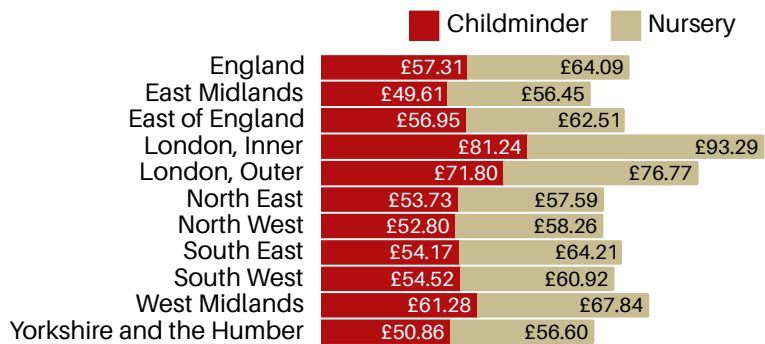 Childminder Nursery
England £57.31 £64.09
East Midlands £49.61 £56.45
East of England £56.95 £62.51
London, Inner £81.24 £93.29
London, Outer £71.80 £76.77
North East £53.73 £57.59
North West £52.80 £58.26
South East £54.17 £64.21
South West £54.52 £60.92
West Midlands £61.28 £67.84
Yorkshire and the Humber £50.86 £56.60